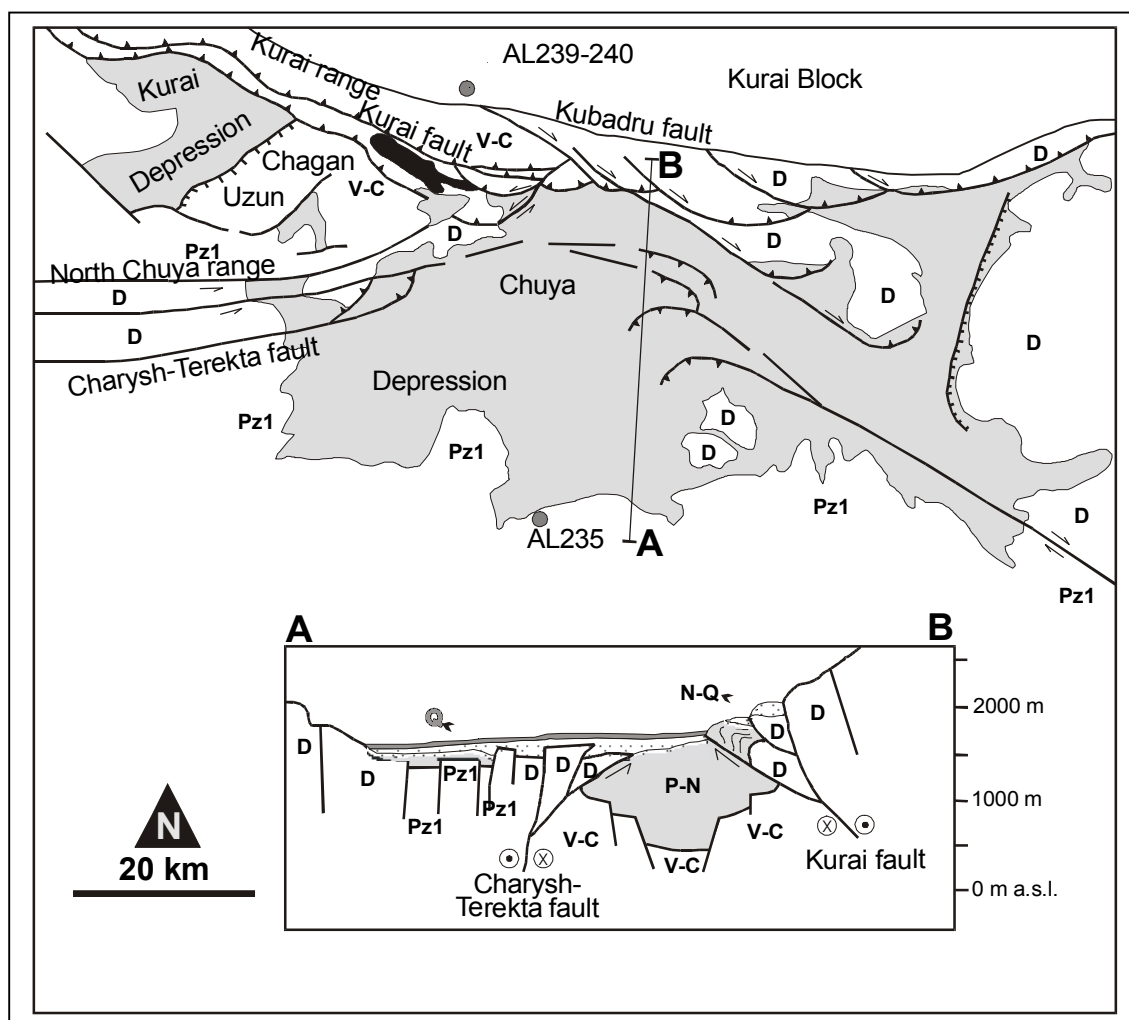 AL239-240
Kurai range
Kurai Block
Kurai
Kurai fault
Kubadru fault
V-C
D
B
Depression
Chagan
D
V-C
Uzun
D
D
Pz1
North Chuya range
Chuya
D
D
D
D
Charysh-Terekta fault
Depression
Pz1
D
Pz1
D
Pz1
D
AL235
A
Pz1
A
B
N-Q
2000 m
Q
D
D
D
D
D
D
D
D
Pz1
P-N
Pz1
1000 m
Pz1
V-C
V-C
N
V-C
Kurai fault
20 km
Charysh-
Terekta fault
0 m a.s.l.